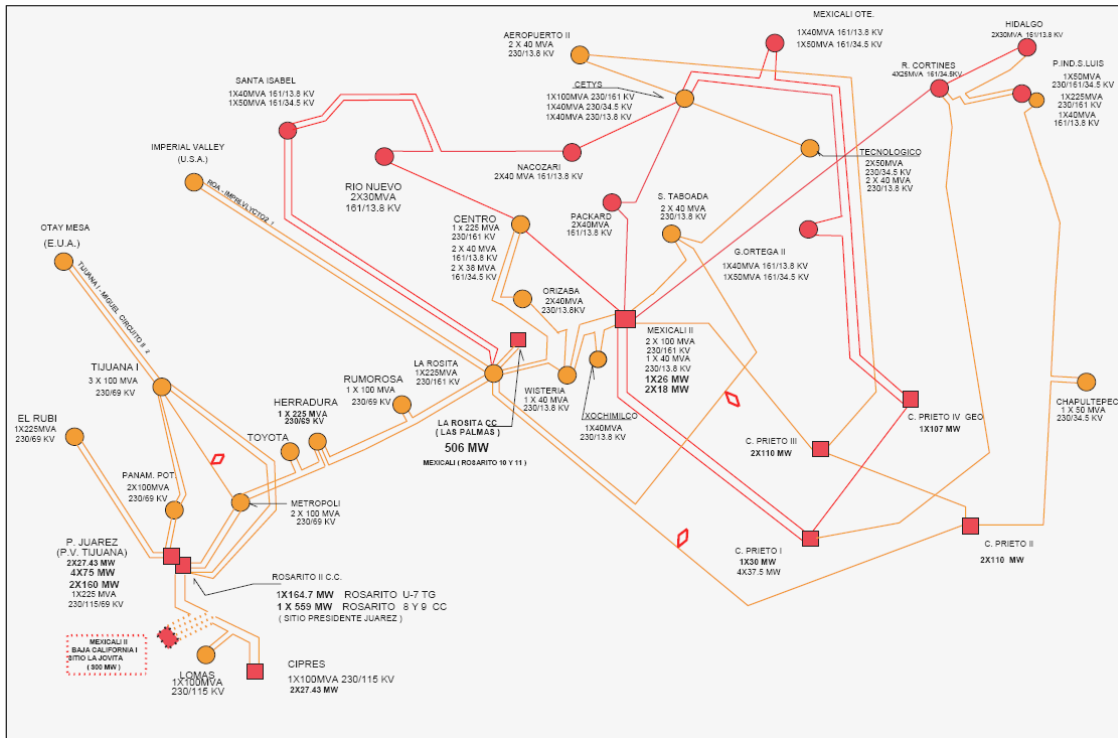 MEXICALI OTE.
1X40MVA 161/13.8 KV
1X50MVA 161/34.5 KV
HIDALGO
2X30MVA 161/13.8 KV
AEROPUERTO II
2 X 40 MVA
230/13.8 KV
R. CORTINES
4X25MVA 161/34.5KV
P.IND.S.LUIS
1X50MVA
230/161/34.5 KV
1X225MVA
230/161 KV
1X40MVA
161/13.8 KV
SANTA ISABEL
1X40MVA 161/13.8 KV
1X50MVA 161/34.5 KV
CETYS
1X100MVA 230/161 KV
1X40MVA 230/34.5 KV
1X40MVA 230/13.8 KV
IMPERIAL VALLEY
(U.S.A.)
NACOZARI
2X40 MVA 161/13.8 KV
TECNOLOGICO
2X50MVA
230/34.5 KV
2 X 40 MVA
230/13.8 KV
RIO NUEVO
2X30MVA
161/13.8 KV
S. TABOADA
2 X 40 MVA
230/13.8 KV
PACKARD
2X40MVA
161/13.8 KV
CENTRO
1 x 225 MVA
230/161 KV
2 X 40 MVA
161/13.8 KV
2 X 38 MVA
161/34.5 KV
OTAY MESA
(E.U.A.)
G.ORTEGA II
1X40MVA 161/13.8 KV
1X50MVA 161/34.5 KV
TIJUANA I - MIGUEL CIRCUITO 1 2
ORIZABA
2X40MVA
230/13.8KV
MEXICALI II
2 X 100 MVA
230/161 KV
1 X 40 MVA
230/13.8 KV
1X26 MW
2X18 MW
TIJUANA I
3 X 100 MVA
230/69 KV
LA ROSITA
1X225MVA
230/161 KV
RUMOROSA
1 X 100 MVA
230/69 KV
WISTERIA
1 X 40 MVA
230/13.8 KV
XOCHIMILCO
1X40MVA
230/13.8 KV
CHAPULTEPEC
1 X 50 MVA
230/34.5 KV
HERRADURA
1 X 225 MVA
230/69 KV
EL RUBI
1X225MVA
230/69 KV
TOYOTA
LA ROSITA CC
( LAS PALMAS )
506 MW
MEXICALI ( ROSARITO 10 Y 11 )
C. PRIETO IV GEO
1X107 MW
C. PRIETO III
2X110 MW
PANAM. POT
2X100MVA
230/69 KV
METROPOLI
2 X 100 MVA
230/69 KV
P. JUAREZ
(P.V. TIJUANA)
2X27.43 MW
4X75 MW
2X160 MW
1X225 MVA
230/115/69 KV
C. PRIETO I
1X30 MW
4X37.5 MW
C. PRIETO II
2X110 MW
ROSARITO II C.C.
1X164.7 MW ROSARITO U-7 TG
1 X 559 MW ROSARITO 8 Y 9 CC
( SITIO PRESIDENTE JUAREZ )
MEXICALI II
BAJA CALIFORNIA I
SITIO LA JOVITA
( 500 MW )
LOMAS
1X100MVA
230/115 KV
CIPRES
1X100MVA 230/115 KV
2X27.43 MW